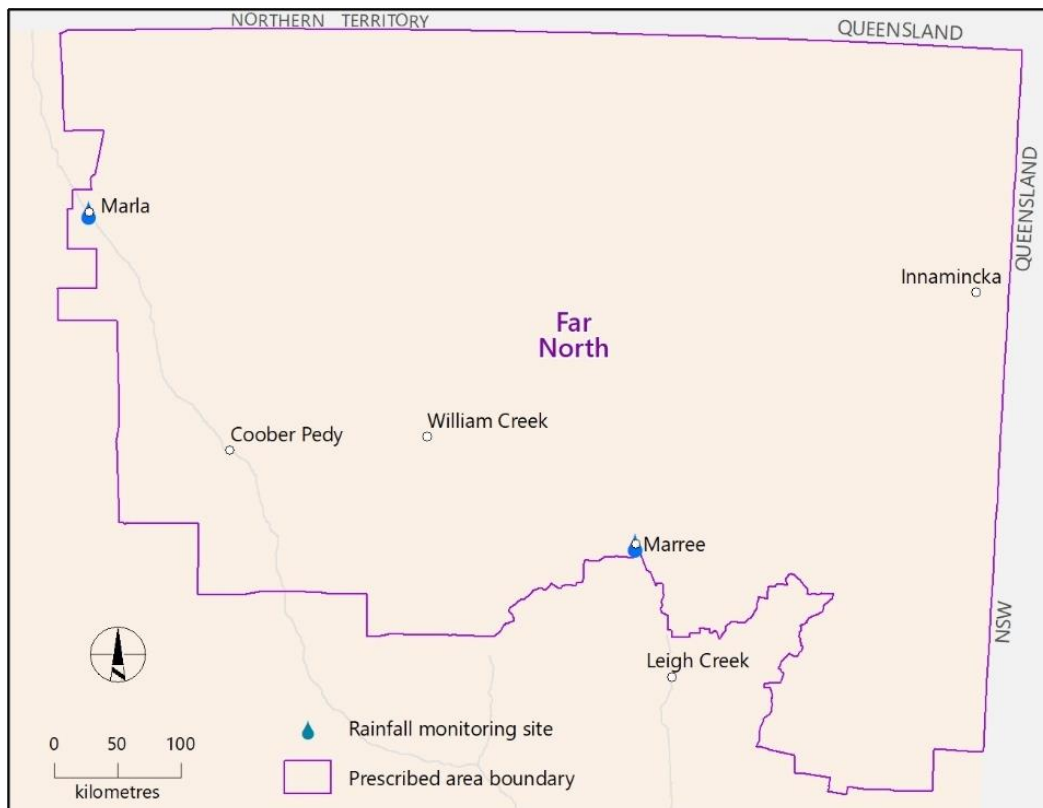 NORTHERN TERRITORY
QUEENSLAND
QUEENSLAND
Marla
Innamincka
Far
North
William Creek
Coober Pedy
Marree
NSW
Leigh Creek
N
Rainfall monitoring site
0 50 100
Prescribed area boundary
kilometres